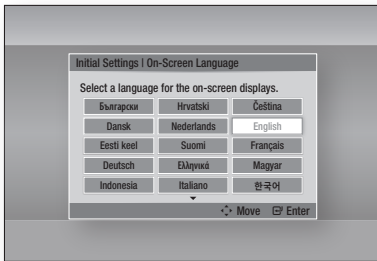 Initial Settings | On-Screen Language
Select a language for the on-screen displays.
Български Hrvatski Čeština
Dansk Nederlands English
Eesti keel Suomi Français
Deutsch Ελληνικά Magyar
Indonesia Italiano 한국어
Move Enter